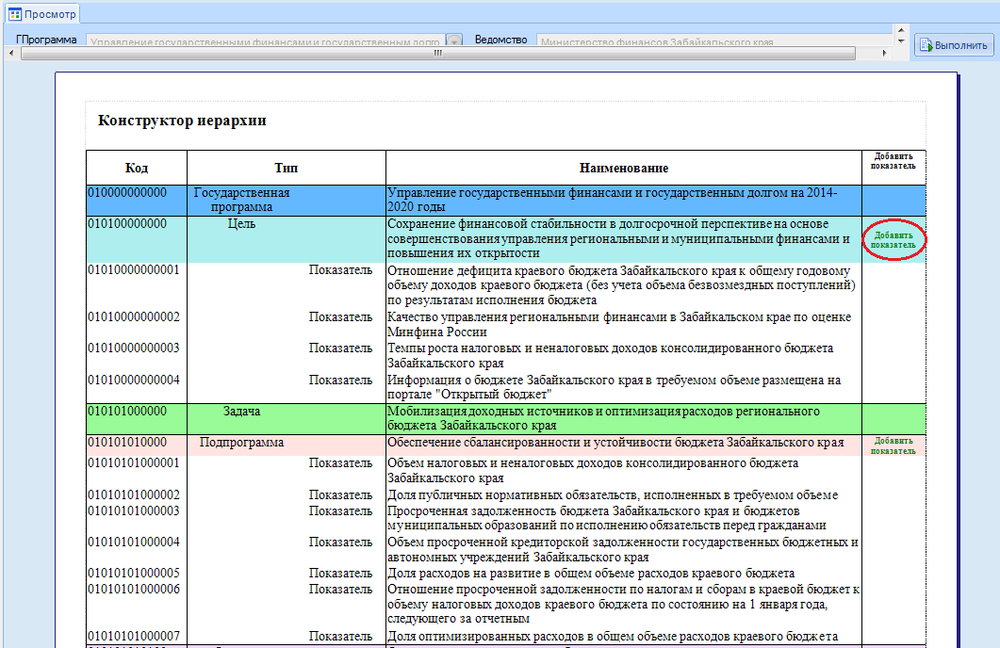 Просмотр
ГПрограмма
Управление государственными финансами и государственным долго
Ведомство
Министерство финансов Забайкальского края
Выполнить
Конструктор иерархии
Код
Тип
Наименование
Добавить
показатель
010000000000
Государственная
программа
Управление государственными финансами и государственным долгом на 2014-
2020 годы
010100000000
Цель
Сохранение финансовой стабильности в долгосрочной перспективе на основе
совершенствования управления региональными и муниципальными финансами и
повышения их открытости
Добавить
показатель
01010000000001
Показатель
Отношение дефицита краевого бюджета Забайкальского края к общему годовому
объему доходов краевого бюджета (без учета объема безвозмездных поступлений)
по результатам исполнения бюджета
01010000000002
Показатель
Качество управления региональными финансами в Забайкальском крае по оценке
Минфина России
01010000000003
Показатель
Темпы роста налоговых и неналоговых доходов консолидированного бюджета
Забайкальского края
01010000000004
Показатель
Информация о бюджете Забайкальского края в требуемом объеме размещена на
портале "Открытый бюджет"
010101000000
Задача
Мобилизация доходных источников и оптимизация расходов регионального
бюджета Забайкальского края
010101010000
Подпрограмма
Обеспечение сбалансированности и устойчивости бюджета Забайкальского края
Добавить
показатель
01010101000001
Показатель
Объем налоговых и неналоговых доходов консолидированного бюджета
Забайкальского края
01010101000002
Показатель
Доля публичных нормативных обязательств, исполненных в требуемом объеме
01010101000003
Показатель
Просроченная задолженность бюджета Забайкальского края и бюджетов
муниципальных образований по исполнению обязательств перед гражданами
01010101000004
Показатель
Объем просроченной кредиторской задолженности государственных бюджетных и
автономных учреждений Забайкальского края
01010101000005
Показатель
Доля расходов на развитие в общем объеме расходов краевого бюджета
01010101000006
Показатель
Отношение просроченной задолженности по налогам и сборам в краевой бюджет к
объему налоговых доходов краевого бюджета по состоянию на 1 января года,
следующего за отчетным
01010101000007
Показатель
Доля оптимизированных расходов в общем объеме расходов краевого бюджета